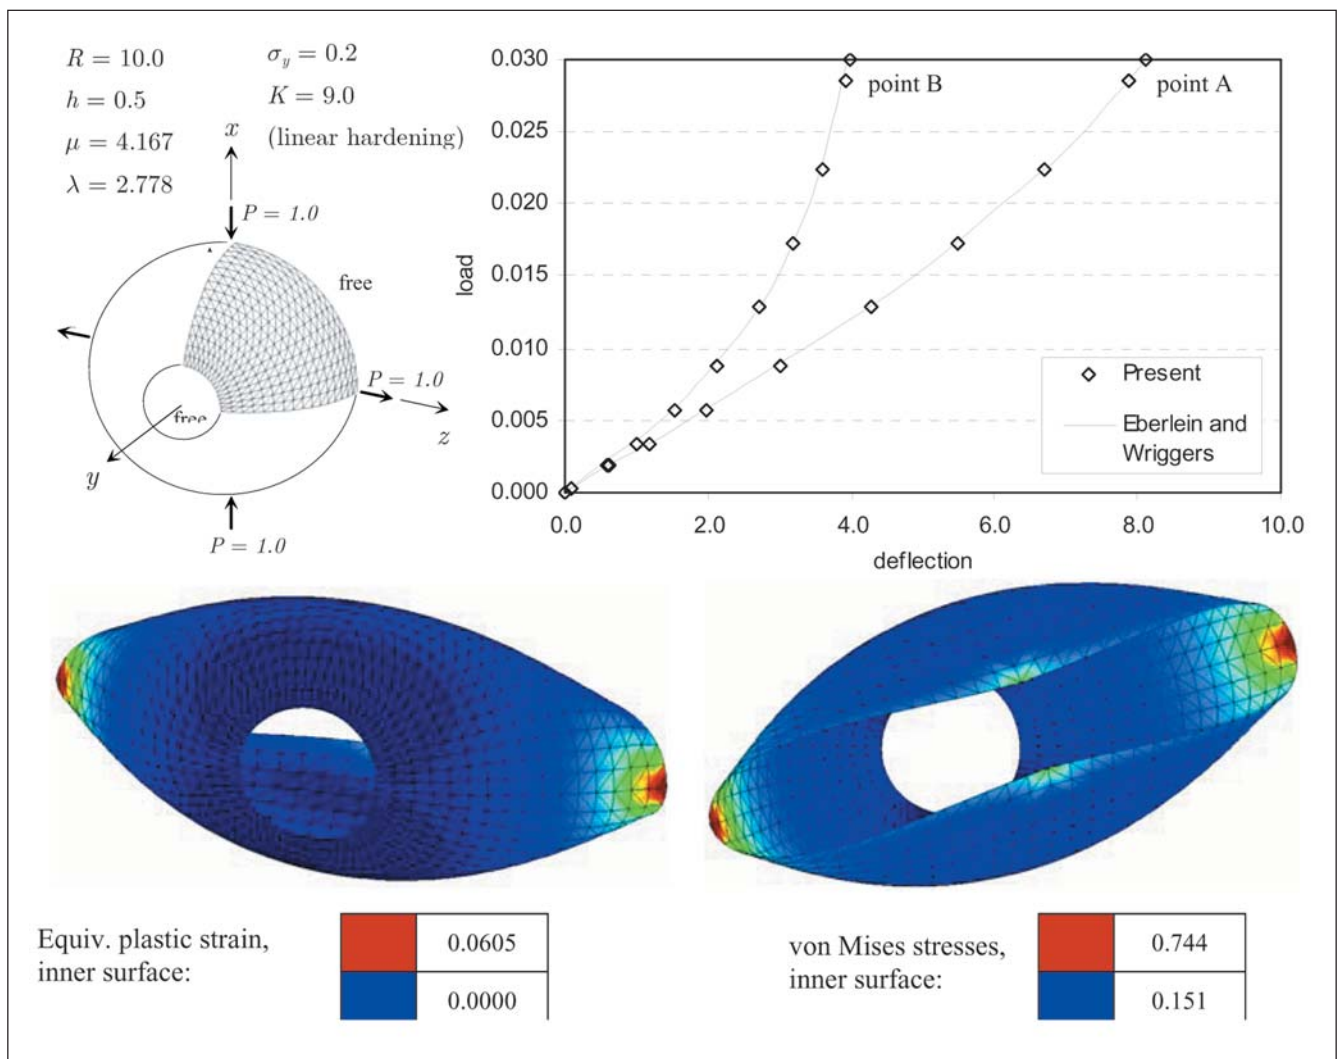 R = 10.0
h = 0.5
μ = 4.167
λ = 2.778
σy = 0.2
K = 9.0
(linear hardening)
x
P = 1.0
free
P = 1.0
free
z
y
P = 1.0
0.030
0.025
0.020
0.015
0.010
0.005
0.000
load
point B
point A
Present
Eberlein and
Wriggers
0.0 2.0 4.0 6.0 8.0 10.0
deflection
Equiv. plastic strain,
inner surface:
0.0605
0.0000
von Mises stresses,
inner surface:
0.744
0.151